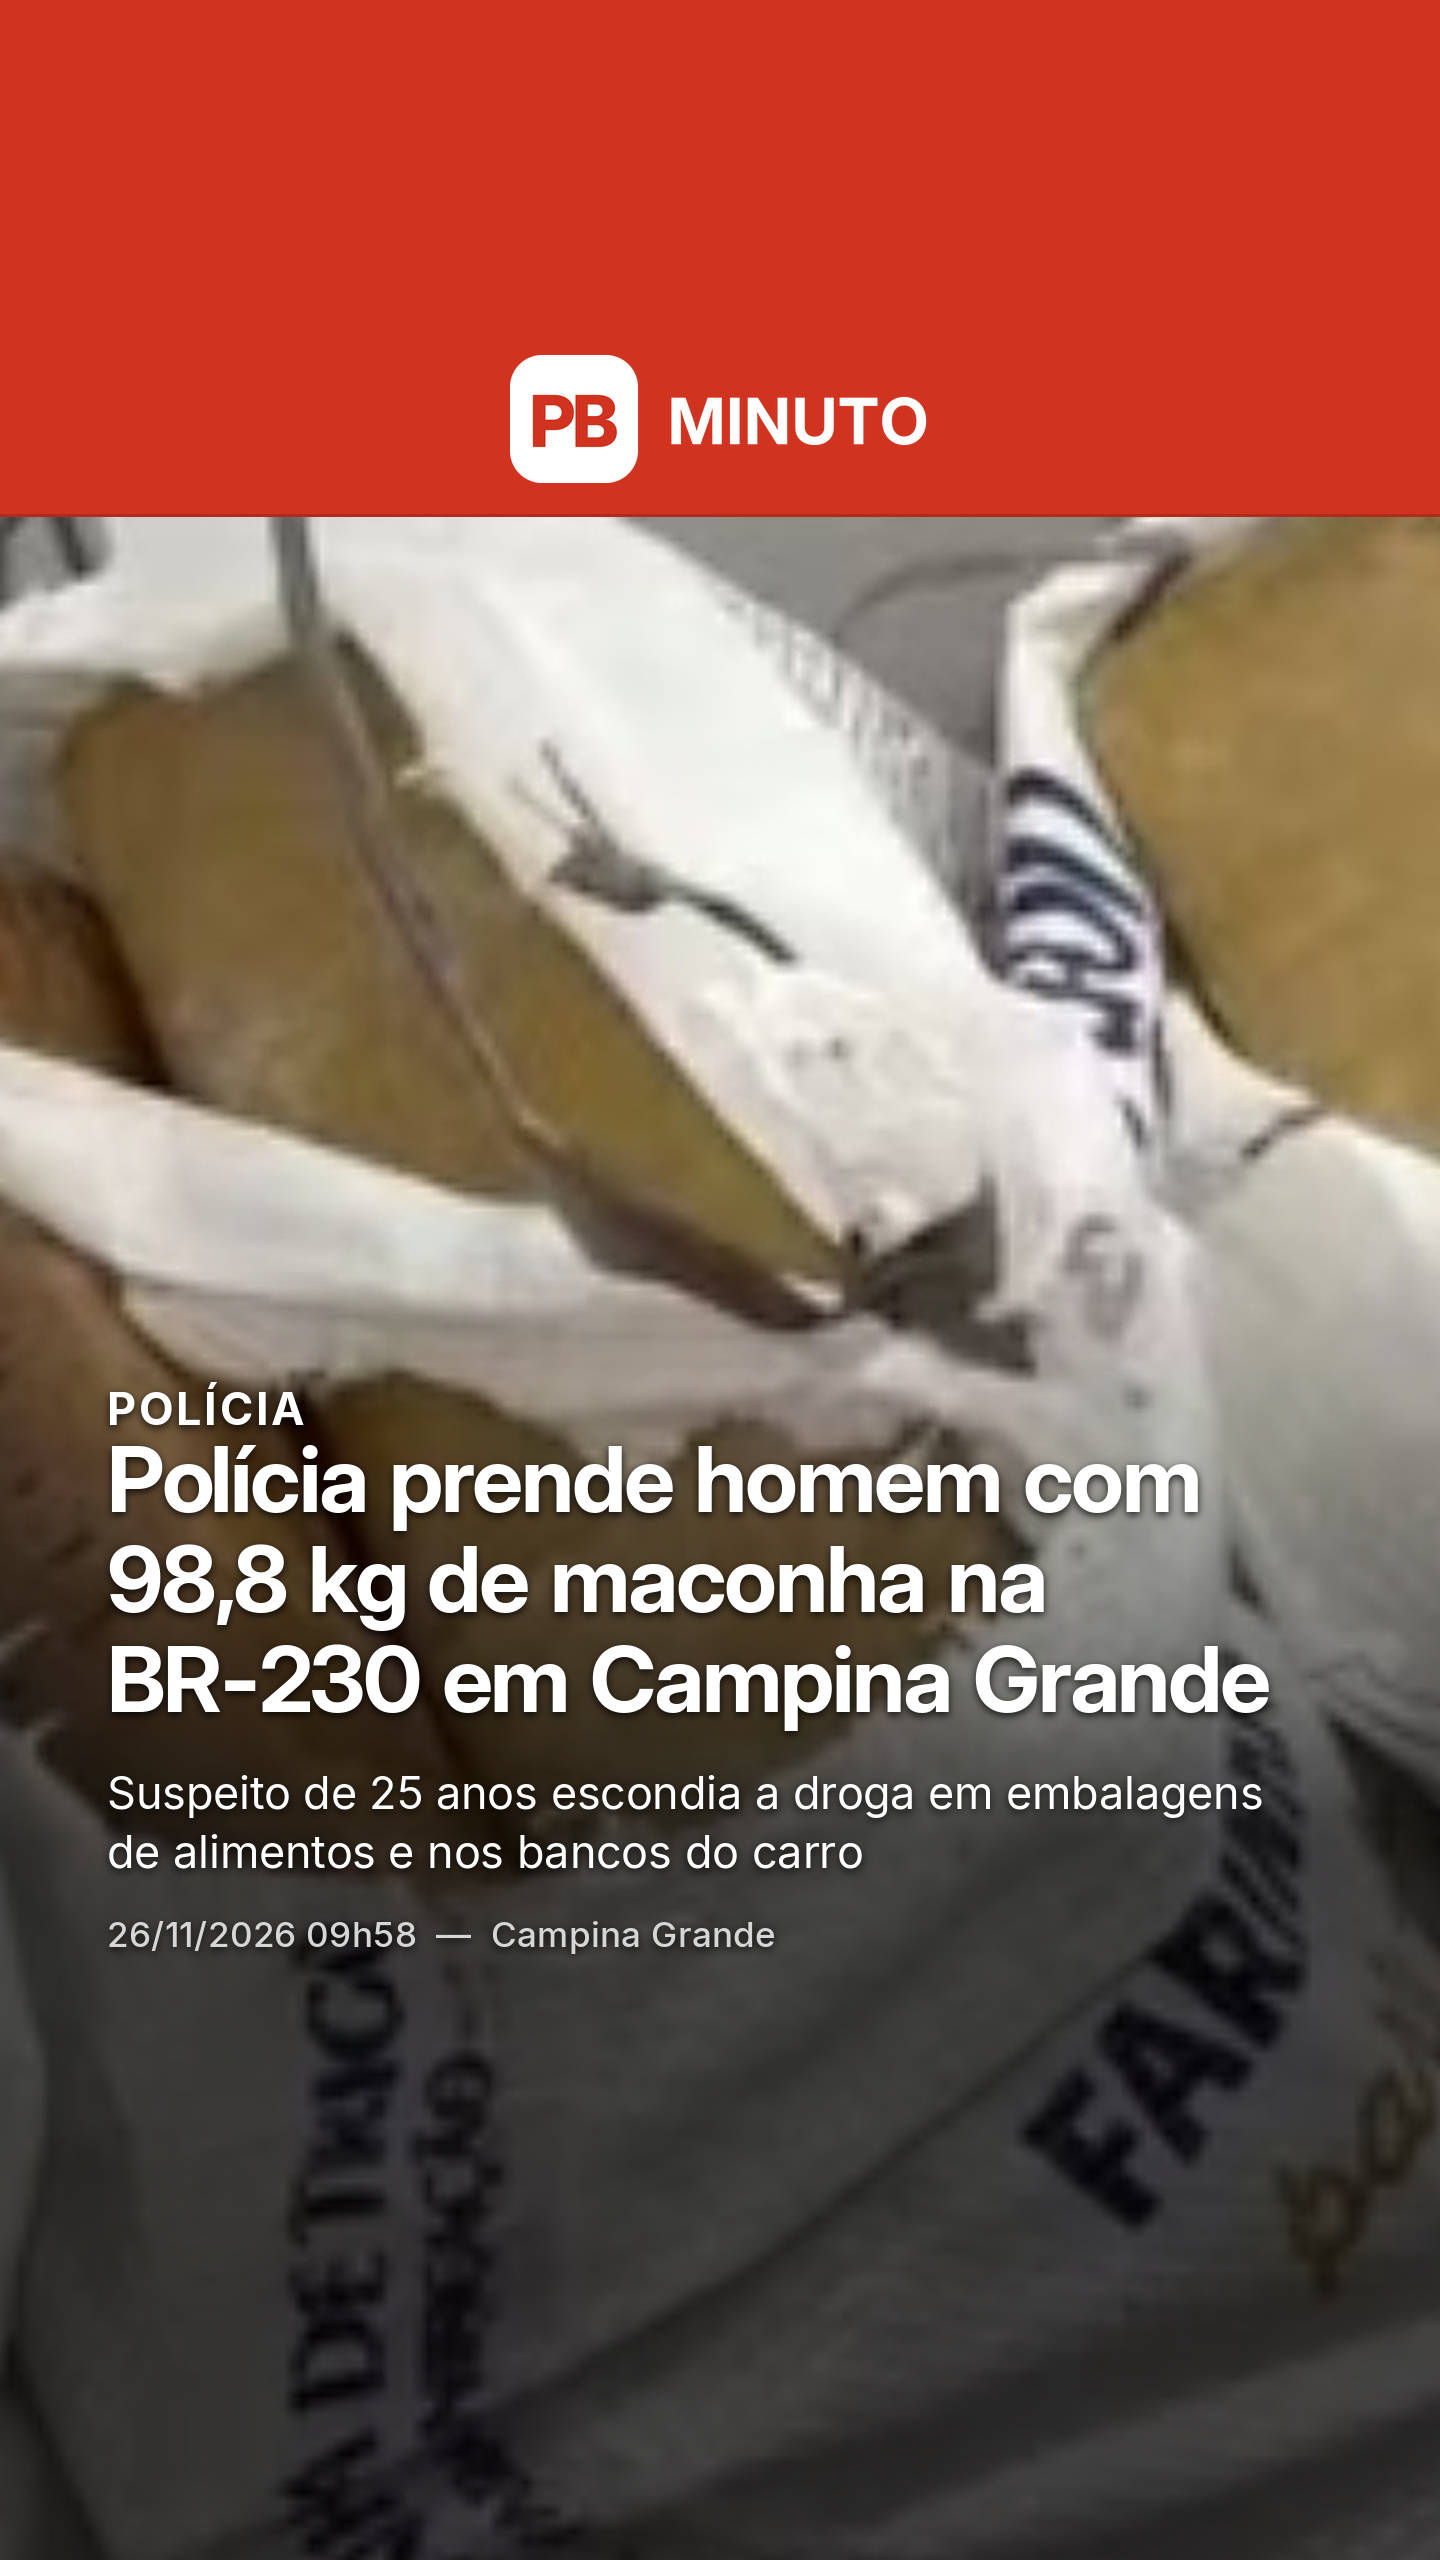 PB MINUTO
POLÍCIA
Polícia prende homem com
98,8 kg de maconha na
BR-230 em Campina Grande
Suspeito de 25 anos escondia a droga em embalagens
de alimentos e nos bancos do carro
26/11/2026 09h58 — Campina Grande
DE